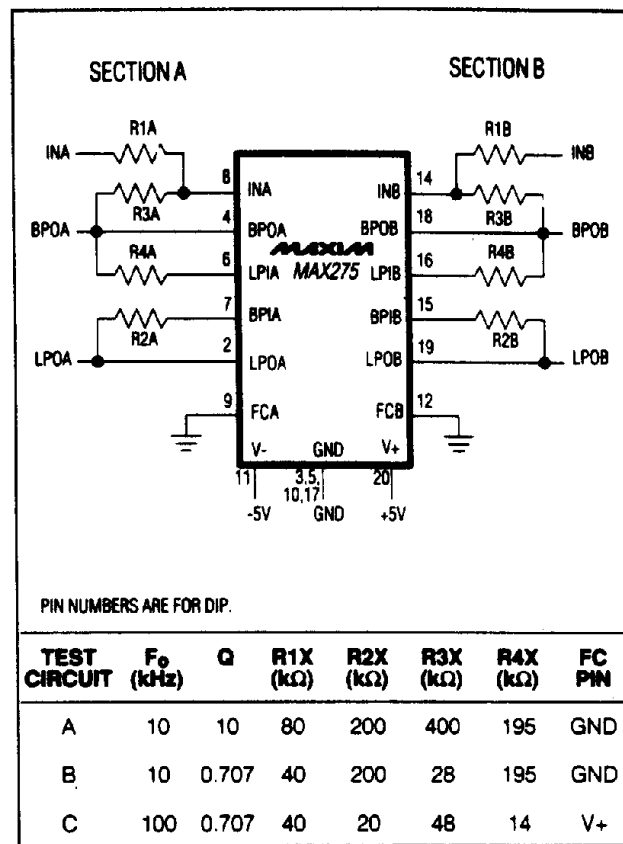 SECTION A
SECTION B
R1A
R1B
INA
INB
8
INA
INB
14
R3A
R3B
BPOA
4
BPOA
BPOB
18
BPOB
MAXIM
MAX275
R4A
6
LPIA
LPIB
16
R4B
7
BPIA
BPIB
15
R2A
R2B
LPOA
2
LPOA
LPOB
19
LPOB
9
FCA
FCB
12
V-
GND
V+
11
3,5,
10,17
20
-5V
GND
+5V
PIN NUMBERS ARE FOR DIP.
TEST CIRCUIT Fo (kHz) Q R1X (kΩ) R2X (kΩ) R3X (kΩ) R4X (kΩ) FC PIN
A 10 10 80 200 400 195 GND
B 10 0.707 40 200 28 195 GND
C 100 0.707 40 20 48 14 V+